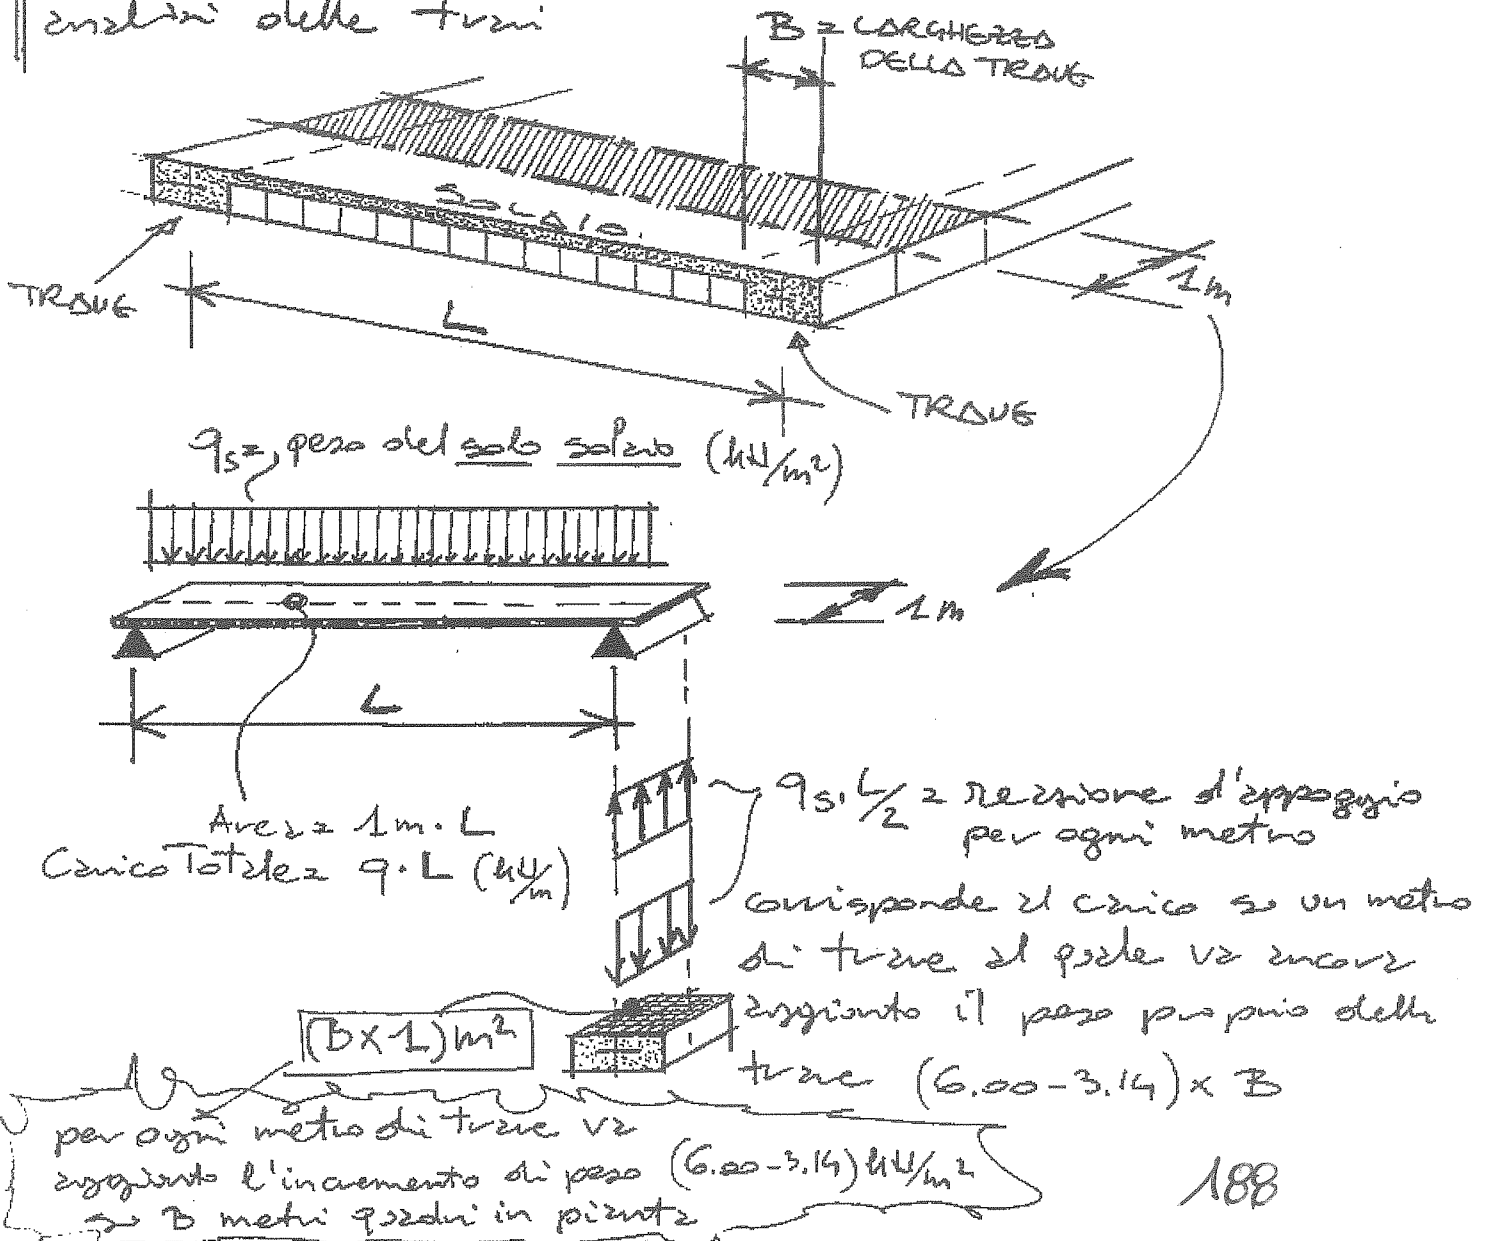 analisi delle travi
B = LARGHEZZA
DELLA TRAVE
SOLAIO
TRAVE
L
1 m
TRAVE
qs = peso del solo solaio (kN/m²)
1 m
L
Area = 1m · L
Carico Totale = q · L (kN/m)
qs · L/2 = reazione d'appoggio
per ogni metro
corrisponde al carico su un metro
di trave al quale va ancora
aggiunto il peso proprio della
trave (6.00-3.14) x B
(B x 1) m²
per ogni metro di trave va
aggiunto l'incremento di peso (6.00-3.14) kN/m²
su B metri quadri in pianta
188